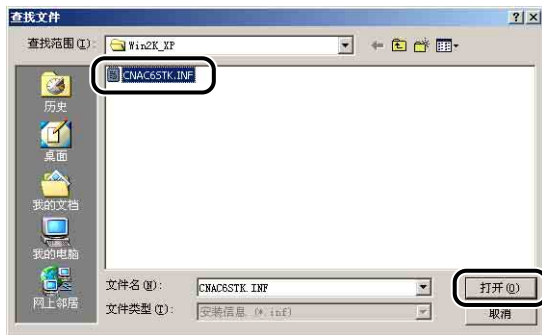 查找文件
查找范围(I):
Win2K_XP
CNAC6STK.INF
历史
桌面
我的文档
我的电脑
网上邻居
文件名(N):
CNAC6STK.INF
打开(O)
文件类型(T):
安装信息 (*.inf)
取消